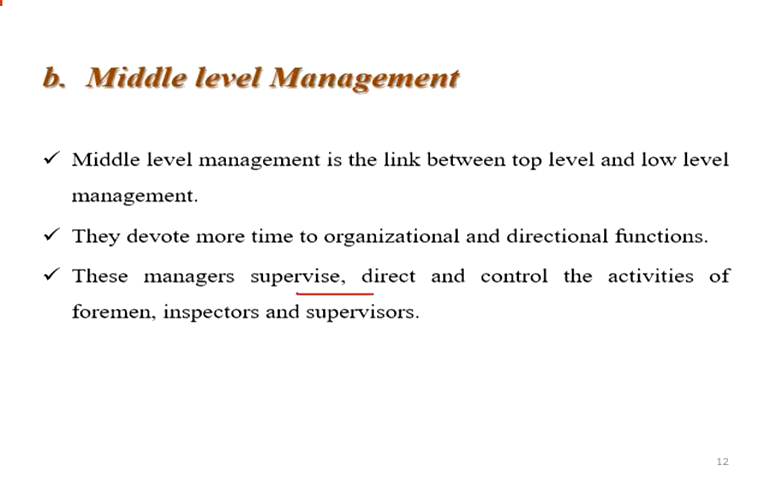 b. Middle level Management
✓ Middle level management is the link between top level and low level
management.
✓ They devote more time to organizational and directional functions.
✓ These managers supervise, direct and control the activities of
foremen, inspectors and supervisors.
12